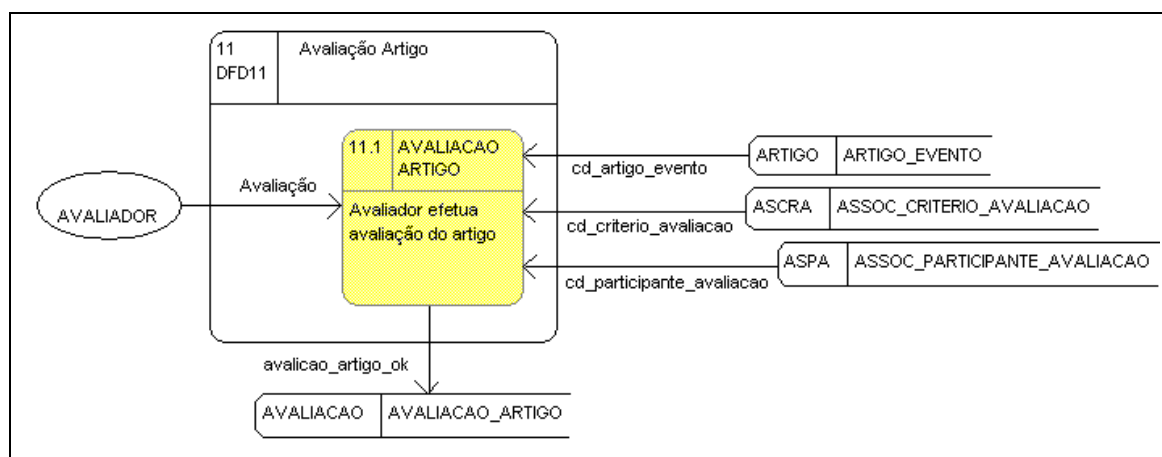 11 Avaliação Artigo
DFD11
11.1 AVALIACAO
ARTIGO
Avaliador efetua
avaliação do artigo
AVALIADOR
Avaliação
cd_artigo_evento
ARTIGO ARTIGO_EVENTO
cd_criterio_avaliacao
ASCRA ASSOC_CRITERIO_AVALIACAO
cd_participante_avaliacao
ASPA ASSOC_PARTICIPANTE_AVALIACAO
avalicao_artigo_ok
AVALIACAO AVALIACAO_ARTIGO